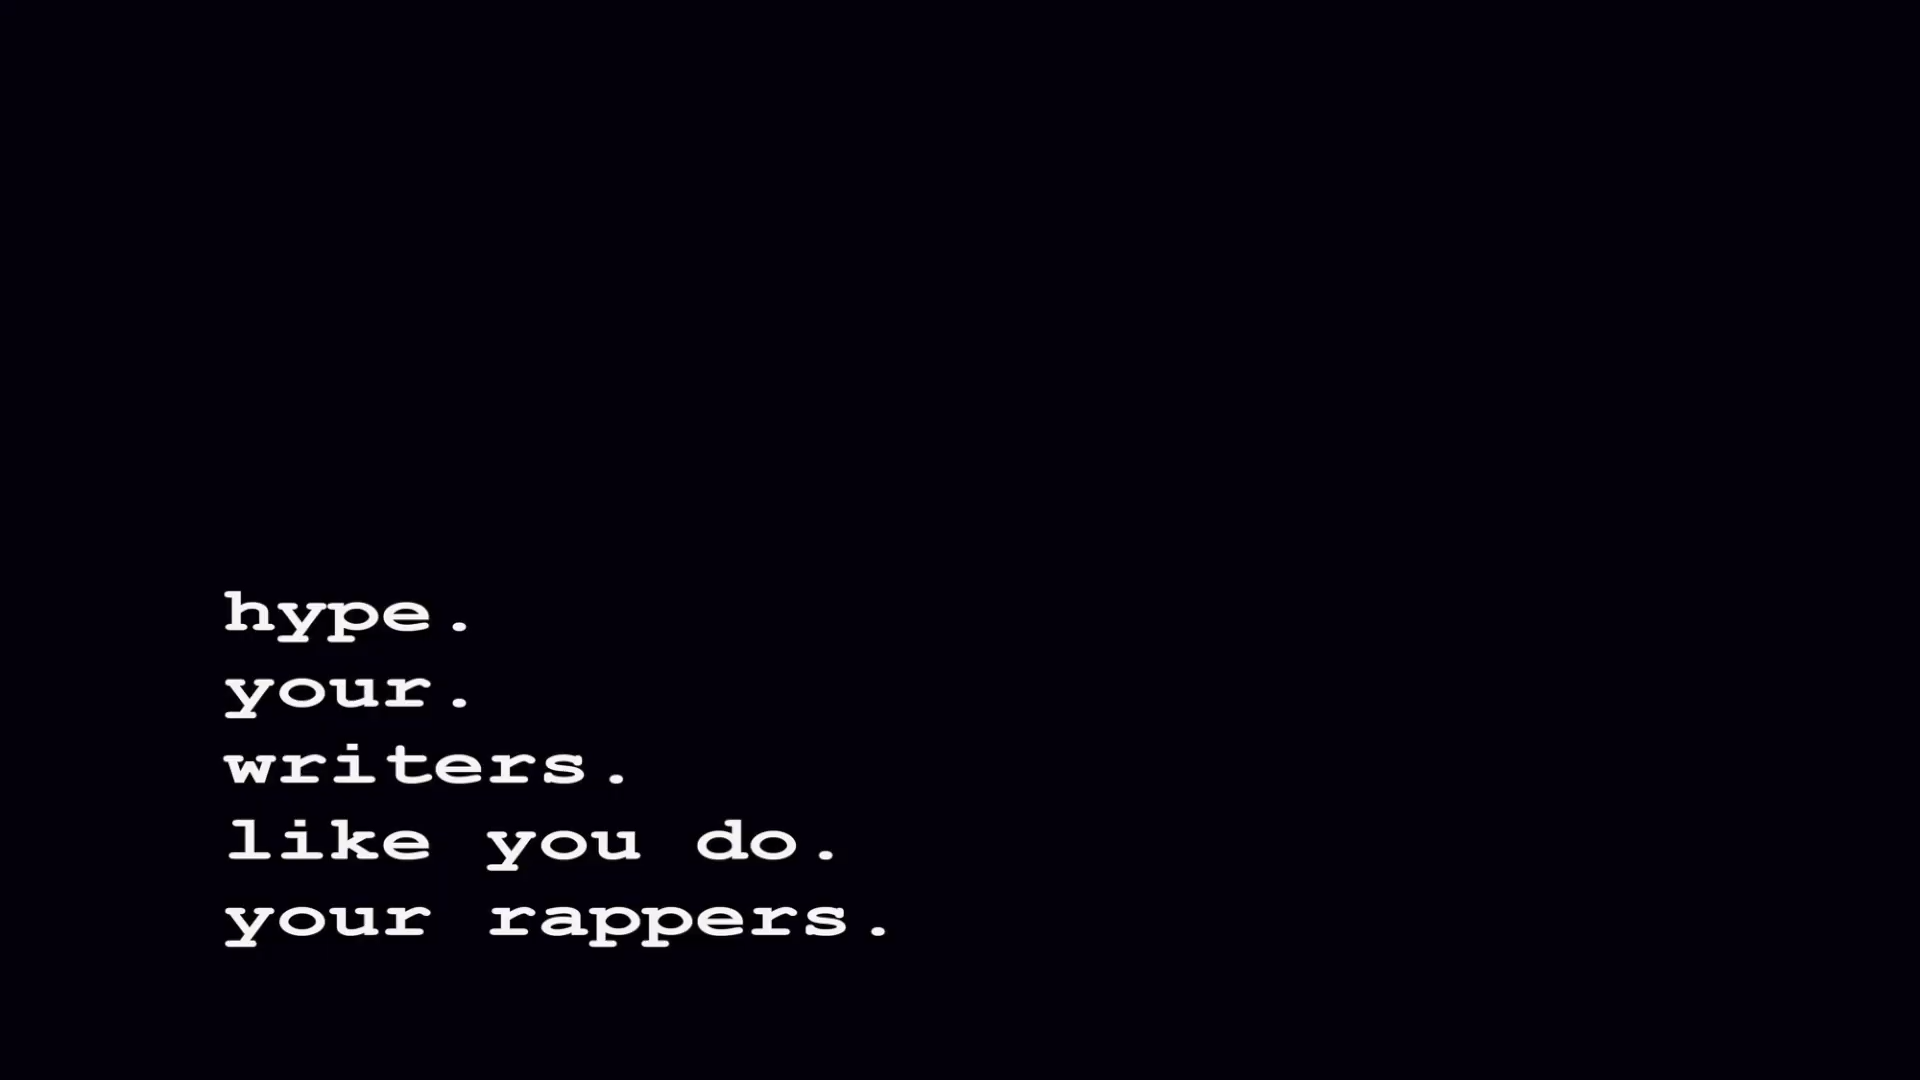 hype.
your.
writers.
like you do.
your rappers.